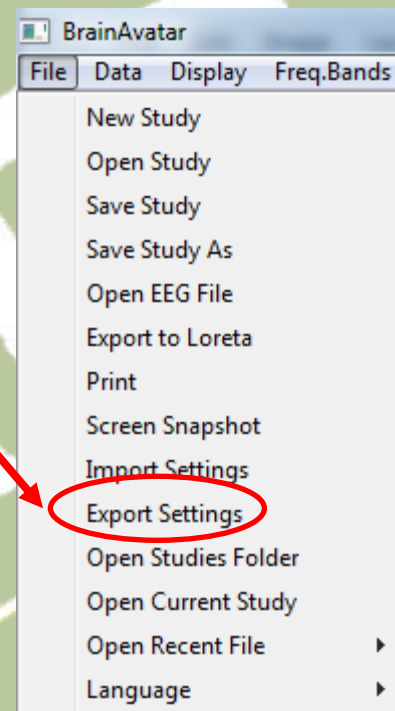 BrainAvatar
File Data Display Freq.Bands
New Study
Open Study
Save Study
Save Study As
Open EEG File
Export to Loreta
Print
Screen Snapshot
Import Settings
Export Settings
Open Studies Folder
Open Current Study
Open Recent File
Language